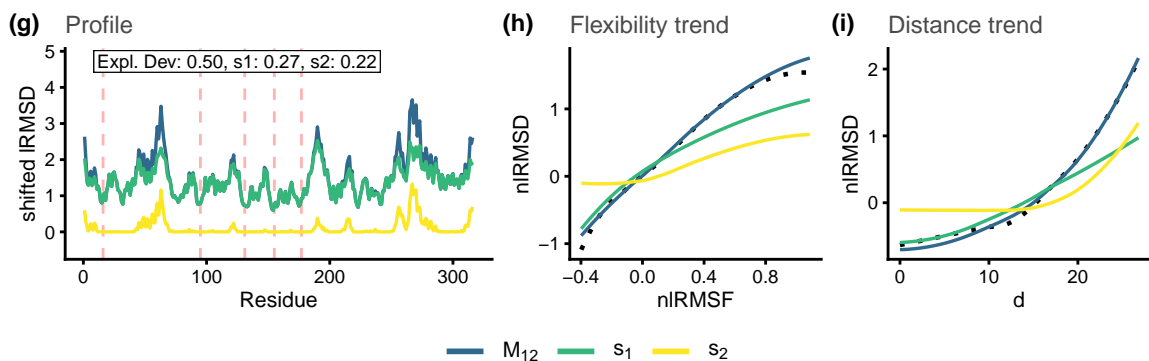 (g) Profile
shifted lRMSD
5
4
3
2
1
0
Expl. Dev: 0.50, s1: 0.27, s2: 0.22
0 100 200 300
Residue
(h) Flexibility trend
nlRMSD
1
0
−1
−0.4 0.0 0.4 0.8
nlRMSF
(i) Distance trend
nlRMSD
2
1
0
0 10 20
d
M12 s1 s2